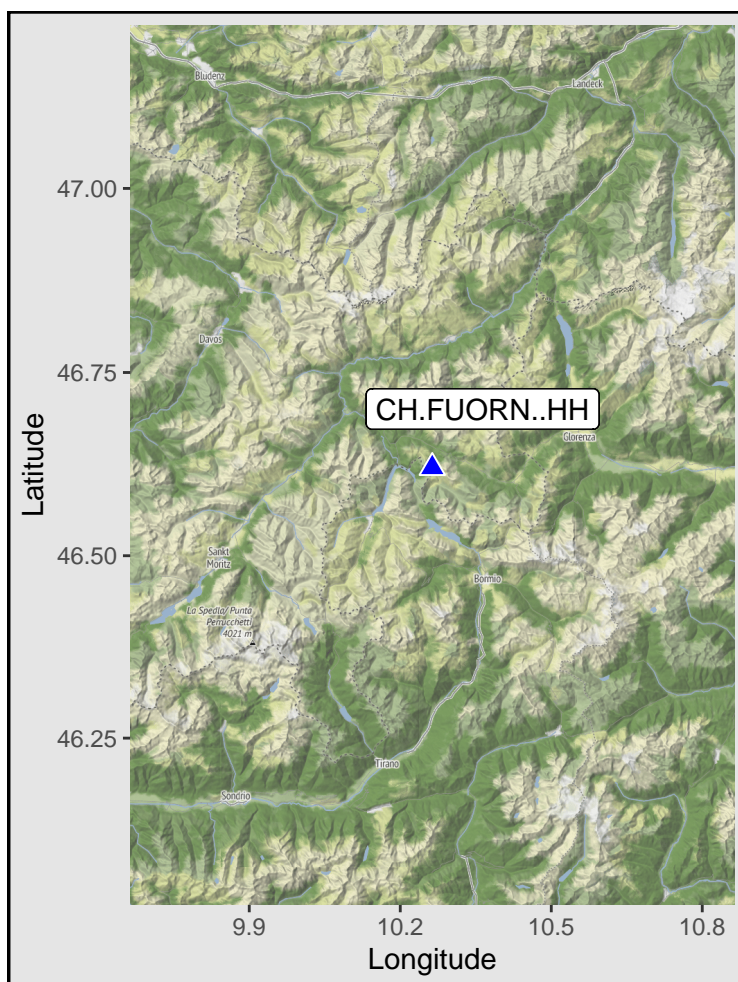 Bludenz
Landeck
47.00
Davos
46.75
CH.FUORN..HH
Glorenza
Latitude
46.50
Sankt
Moritz
Bormio
La Spedla/ Punta
Perrucchetti
4021 m
46.25
Tirano
Sondrio
9.9
10.2
10.5
10.8
Longitude